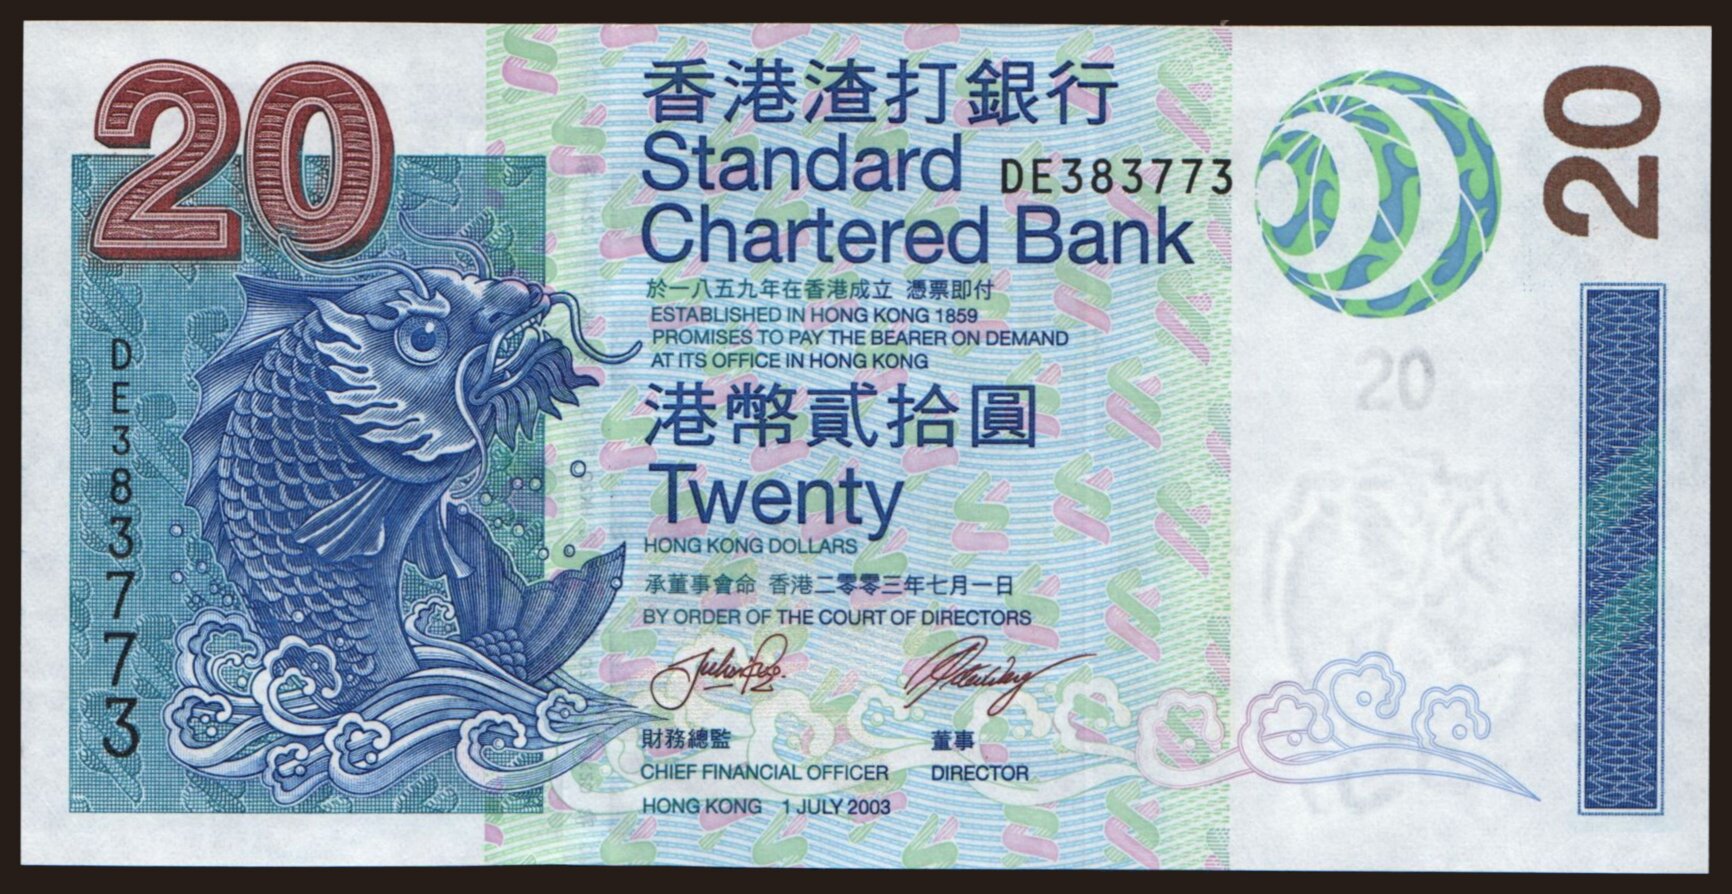 20
香港渣打銀行
Standard
Chartered Bank
DE383773
20
於一八五九年在香港成立 憑票即付
ESTABLISHED IN HONG KONG 1859
PROMISES TO PAY THE BEARER ON DEMAND
AT ITS OFFICE IN HONG KONG
DE383773
20
港幣貳拾圓
Twenty
HONG KONG DOLLARS
承董事會命 香港二零零三年七月一日
BY ORDER OF THE COURT OF DIRECTORS
財務總監 董事
CHIEF FINANCIAL OFFICER DIRECTOR
HONG KONG 1 JULY 2003